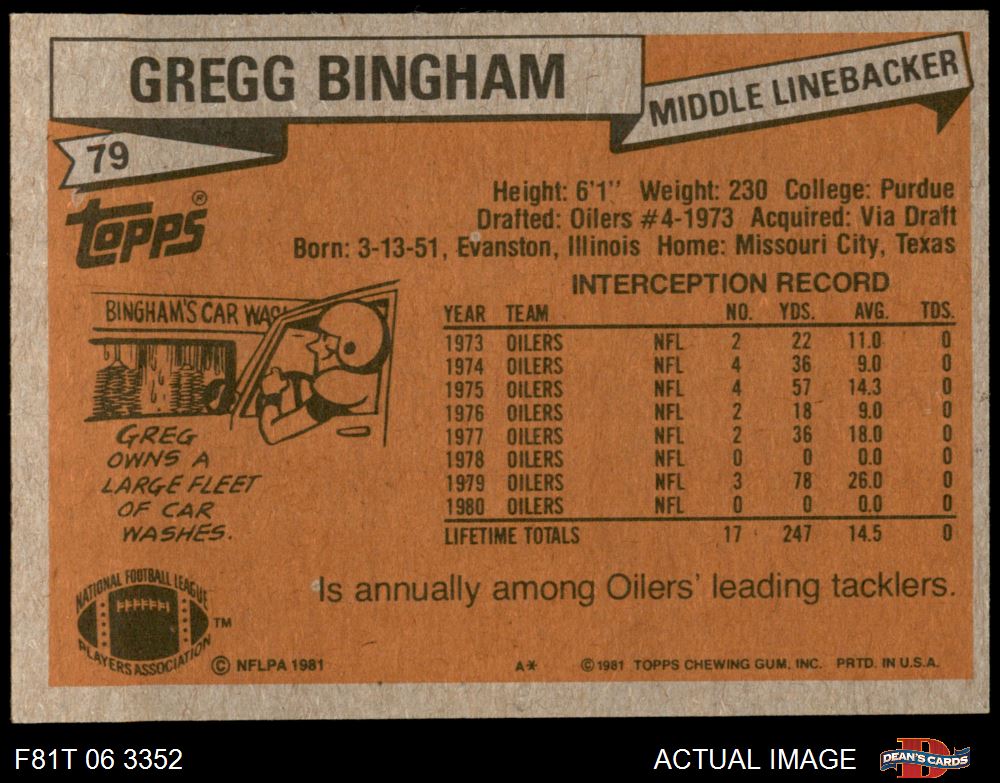 GREGG BINGHAM
MIDDLE LINEBACKER
79
TOPPS®
Height: 6'1" Weight: 230 College: Purdue
Drafted: Oilers #4-1973 Acquired: Via Draft
Born: 3-13-51, Evanston, Illinois Home: Missouri City, Texas
BINGHAM'S CAR WAS
GREG
OWNS A
LARGE FLEET
OF CAR
WASHES.
INTERCEPTION RECORD
YEAR TEAM NO. YDS. AVG. TDS.
1973 OILERS NFL 2 22 11.0 0
1974 OILERS NFL 4 36 9.0 0
1975 OILERS NFL 4 57 14.3 0
1976 OILERS NFL 2 18 9.0 0
1977 OILERS NFL 2 36 18.0 0
1978 OILERS NFL 0 0 0.0 0
1979 OILERS NFL 3 78 26.0 0
1980 OILERS NFL 0 0 0.0 0
LIFETIME TOTALS 17 247 14.5 0
Is annually among Oilers' leading tacklers.
NATIONAL FOOTBALL LEAGUE
PLAYERS ASSOCIATION
TM
© NFLPA 1981
A*
© 1981 TOPPS CHEWING GUM, INC. PRTD. IN U.S.A.
F81T 06 3352
ACTUAL IMAGE
D
DEAN'S CARDS